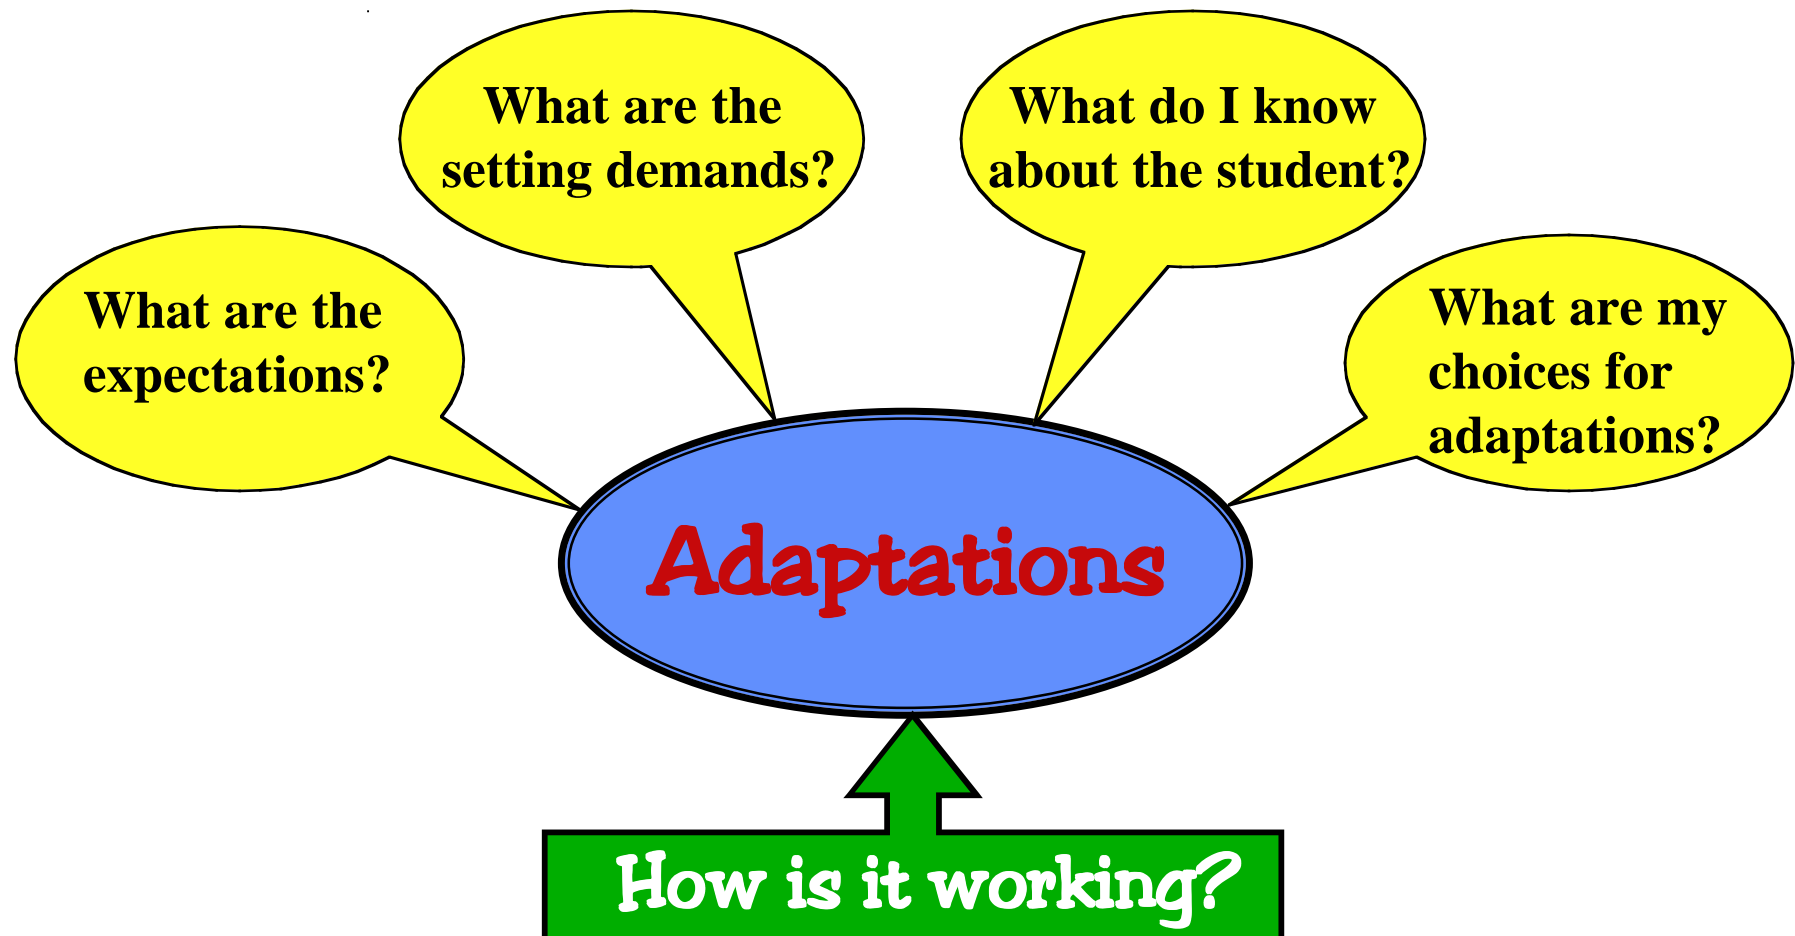 What are the
setting demands?
What do I know
about the student?
What are the
expectations?
What are my
choices for
adaptations?
Adaptations
How is it working?